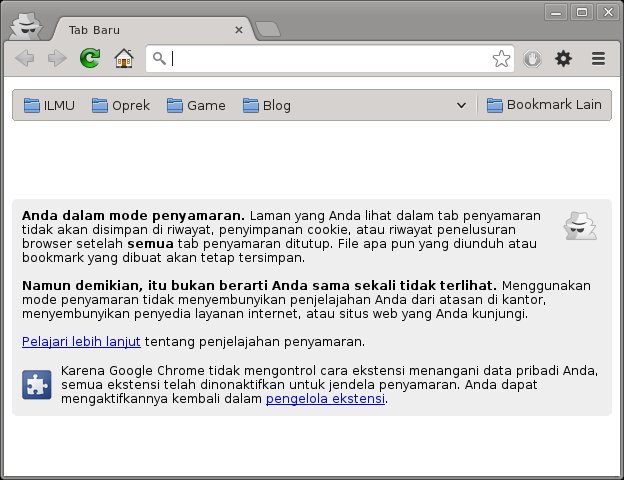 Tab Baru
ILMU Oprek Game Blog Bookmark Lain
Anda dalam mode penyamaran. Laman yang Anda lihat dalam tab penyamaran
tidak akan disimpan di riwayat, penyimpanan cookie, atau riwayat penelusuran
browser setelah semua tab penyamaran ditutup. File apa pun yang diunduh atau
bookmark yang dibuat akan tetap tersimpan.
Namun demikian, itu bukan berarti Anda sama sekali tidak terlihat. Menggunakan
mode penyamaran tidak menyembunyikan penjelajahan Anda dari atasan di kantor,
menyembunyikan penyedia layanan internet, atau situs web yang Anda kunjungi.
Pelajari lebih lanjut tentang penjelajahan penyamaran.
Karena Google Chrome tidak mengontrol cara ekstensi menangani data pribadi Anda,
semua ekstensi telah dinonaktifkan untuk jendela penyamaran. Anda dapat
mengaktifkannya kembali dalam pengelola ekstensi.